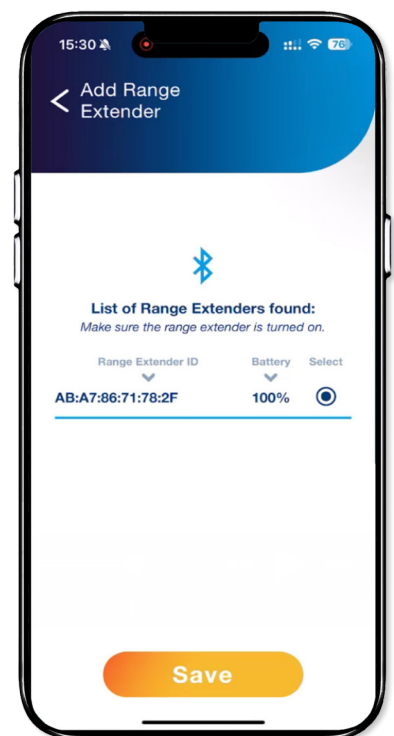 15:30
76
Add Range
Extender
List of Range Extenders found:
Make sure the range extender is turned on.
Range Extender ID Battery Select
AB:A7:86:71:78:2F 100%
Save